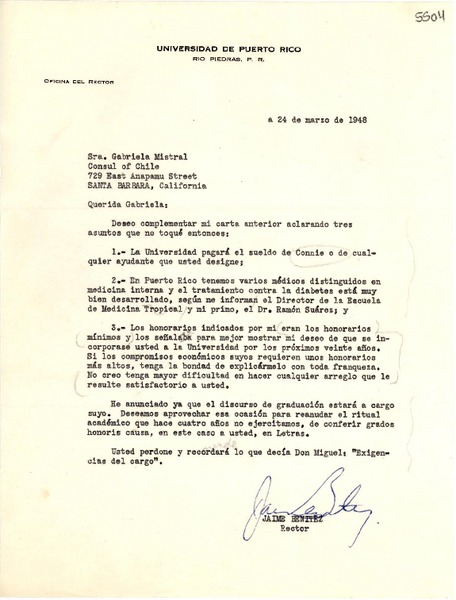 5504
UNIVERSIDAD DE PUERTO RICO
RIO PIEDRAS, P. R.
OFICINA DEL RECTOR
a 24 de marzo de 1948
Sra. Gabriela Mistral
Consul of Chile
729 East Anapamu Street
SANTA BARBARA, California
Querida Gabriela:
Deseo complementar mi carta anterior aclarando tres
asuntos que no toqué entonces:
1.- La Universidad pagará el sueldo de Connie o de cual-
quier ayudante que usted designe;
2.- En Puerto Rico tenemos varios médicos distinguidos en
medicina interna y el tratamiento contra la diabetes está muy
bien desarrollado, según me informan el Director de la Escuela
de Medicina Tropical y mi primo, el Dr. Ramón Suárez; y
3.- Los honorarios indicados por mi eran los honorarios
mínimos y los señalaba para mejor mostrar mi deseo de que se in-
corporase usted a la Universidad por los próximos veinte años.
Si los compromisos económicos suyos requieren unos honorarios
más altos, tenga la bondad de explicármelo con toda franqueza.
No creo tenga mayor dificultad en hacer cualquier arreglo que le
resulte satisfactorio a usted.
He anunciado ya que el discurso de graduación estará a cargo
suyo. Deseamos aprovechar esa ocasión para reanudar el ritual
académico que hace cuatro años no ejercitamos, de conferir grados
honoris causa, en este caso a usted, en Letras.
Usted perdone y recordará lo que decía Don Miguel: "Exigen-
cias del cargo".
JAIME BENITEZ
Rector